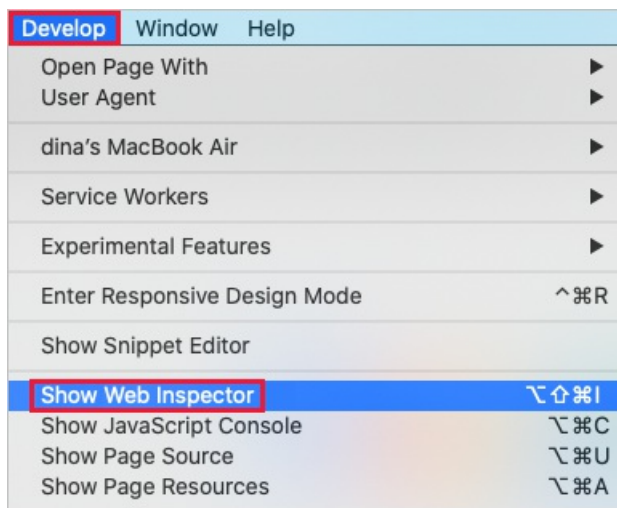 Develop Window Help
Open Page With ▶
User Agent ▶
dina's MacBook Air ▶
Service Workers ▶
Experimental Features ▶
Enter Responsive Design Mode ^⌘R
Show Snippet Editor
Show Web Inspector ⌥⇧⌘I
Show JavaScript Console ⌥⌘C
Show Page Source ⌥⌘U
Show Page Resources ⌥⌘A